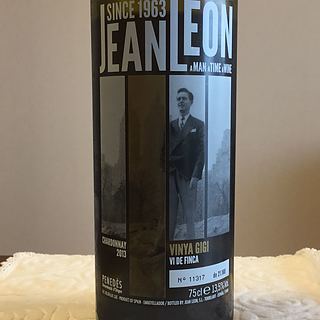 SINCE 1963
JEAN LEON
A MAN A TIME A WINE
CHARDONNAY
2013
VINYA GIGI
VI DE FINCA
PENEDÈS
Nº 11317
75cl e 13,5%